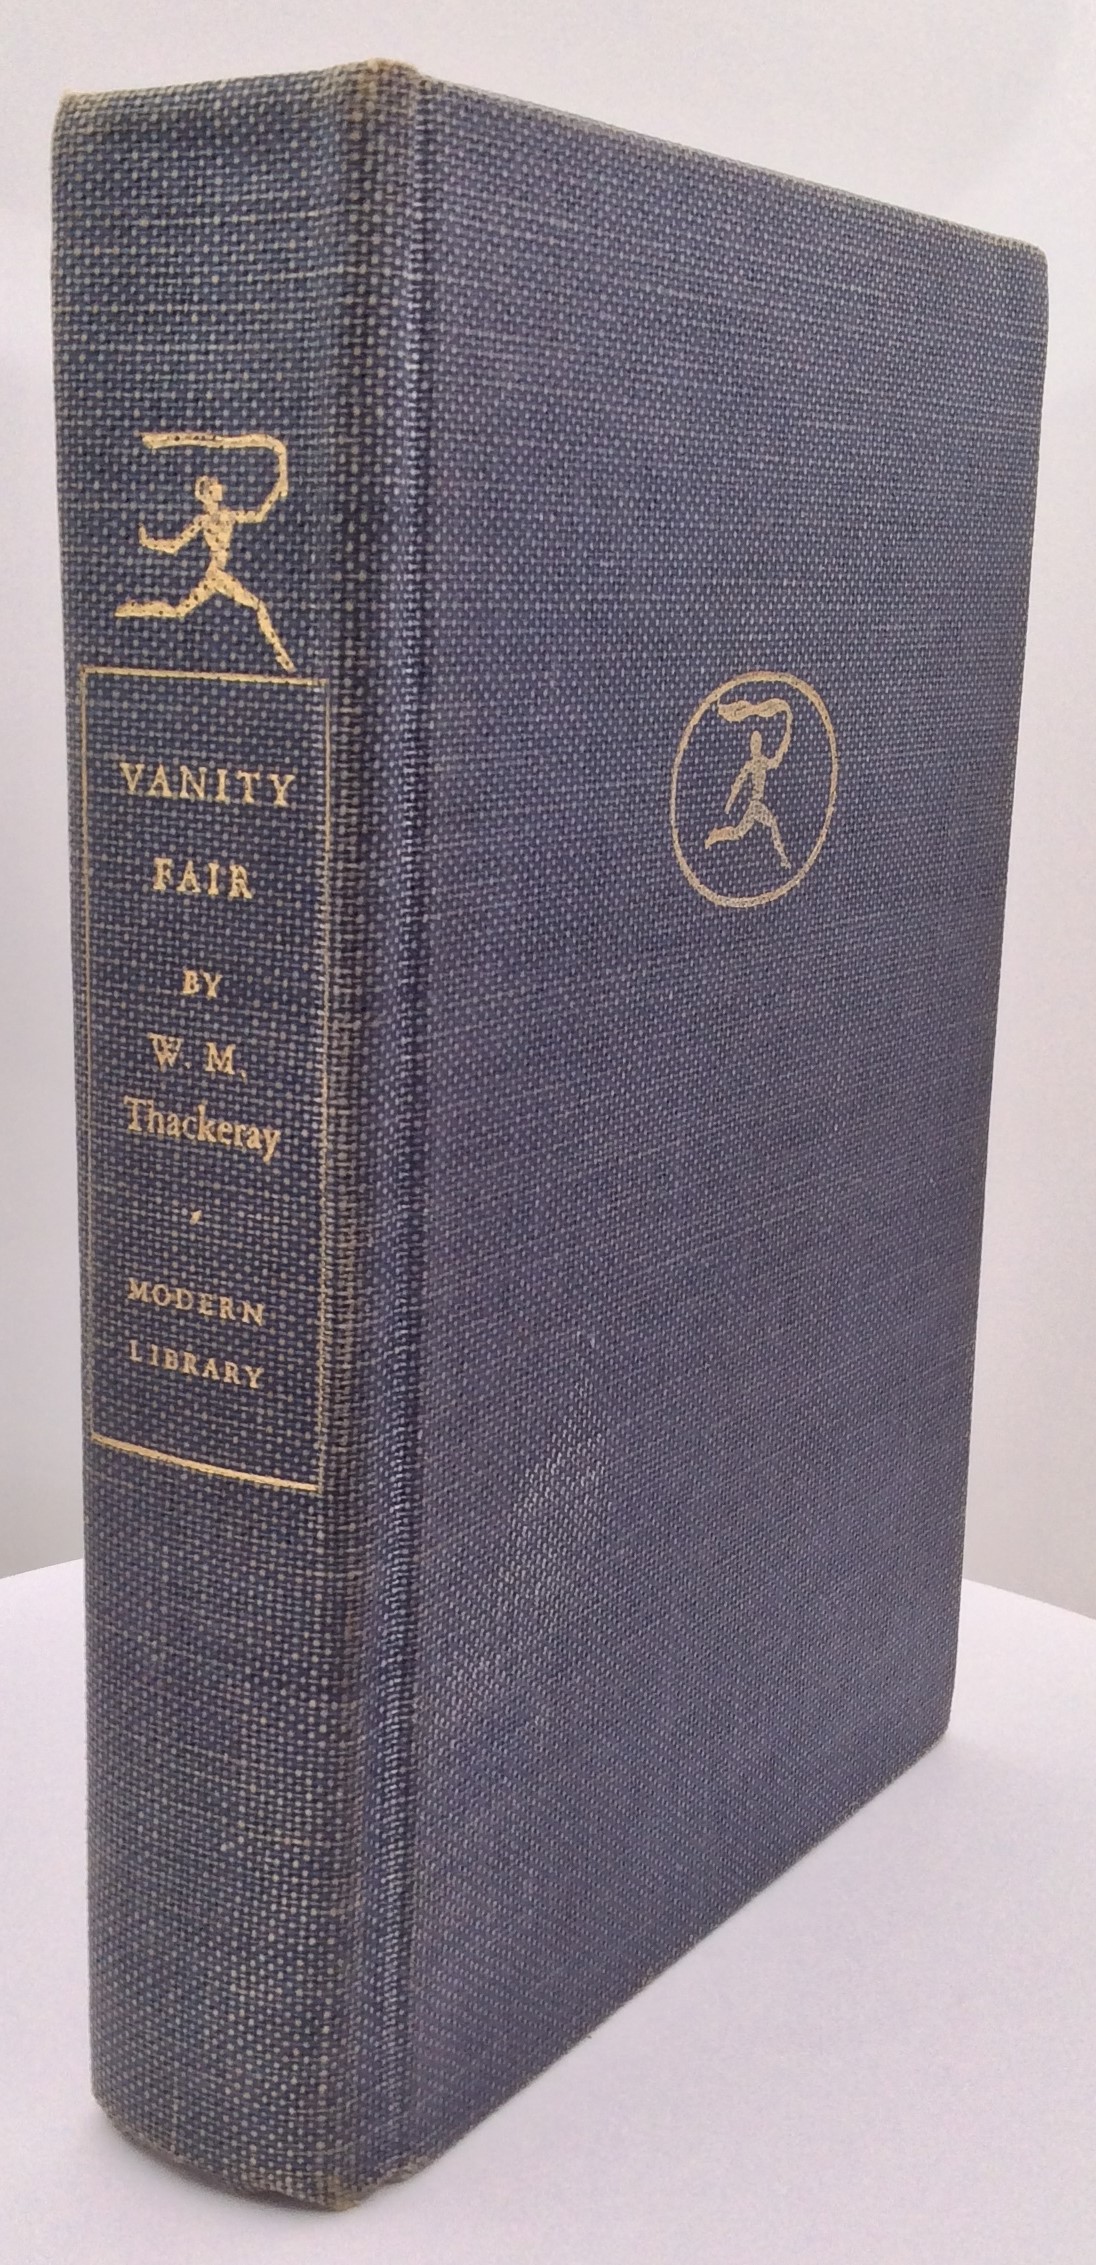 VANITY
FAIR
BY
W. M.
Thackeray
MODERN
LIBRARY